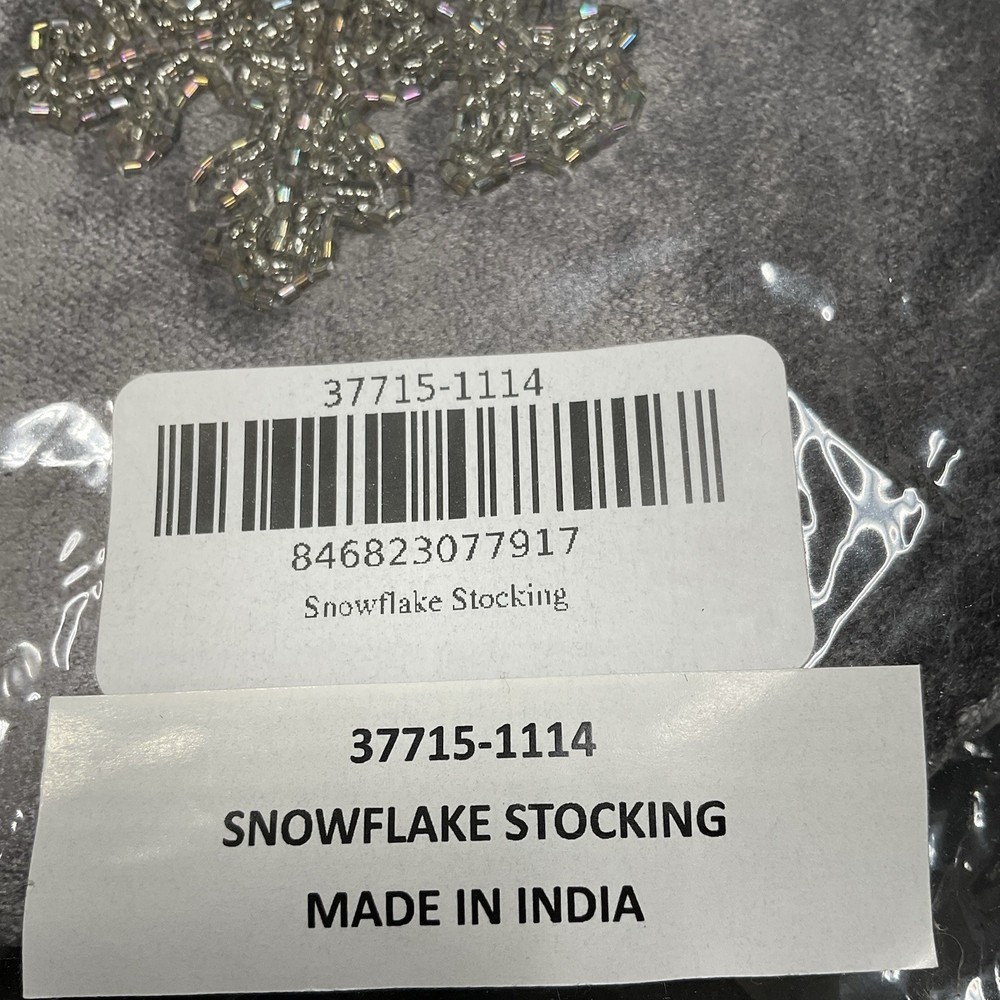 37715-1114
846823077917
Snowflake Stocking
37715-1114
SNOWFLAKE STOCKING
MADE IN INDIA